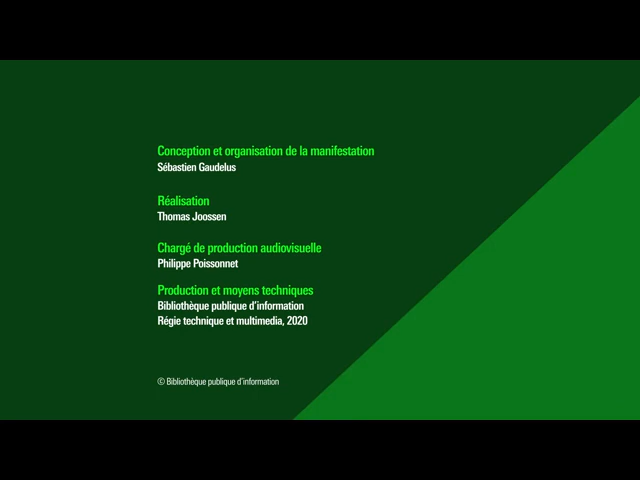 Conception et organisation de la manifestation
Sébastien Gaudelus
Réalisation
Thomas Joossen
Chargé de production audiovisuelle
Philippe Poissonnet
Production et moyens techniques
Bibliothèque publique d'information
Régie technique et multimedia, 2020
© Bibliothèque publique d'information